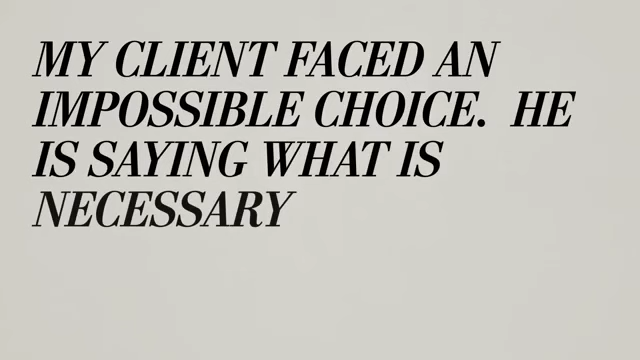 MY CLIENT FACED AN
IMPOSSIBLE CHOICE.  HE
IS SAYING WHAT IS
NECESSARY